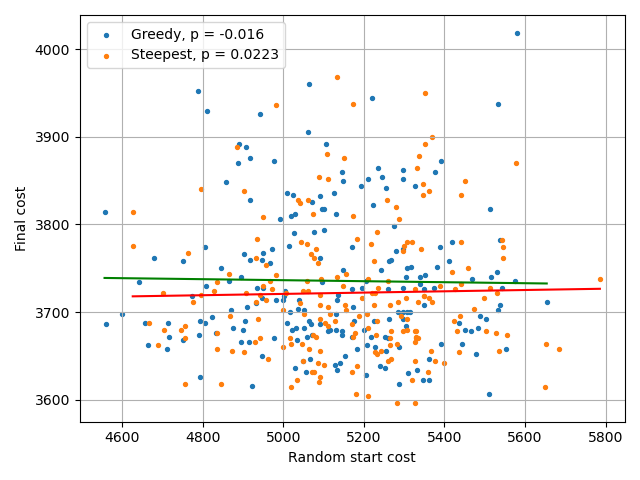 Greedy, p = -0.016
Steepest, p = 0.0223
Final cost
4000
3900
3800
3700
3600
4600 4800 5000 5200 5400 5600 5800
Random start cost